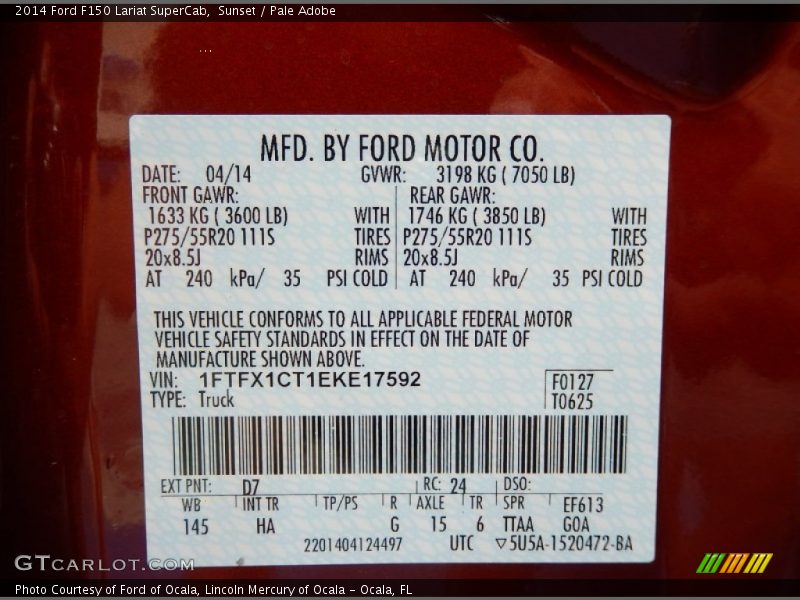 2014 Ford F150 Lariat SuperCab,  Sunset / Pale Adobe
MFD. BY FORD MOTOR CO.
DATE: 04/14 GVWR: 3198 KG ( 7050 LB)
FRONT GAWR: REAR GAWR:
1633 KG ( 3600 LB) WITH 1746 KG ( 3850 LB) WITH
P275/55R20 111S TIRES P275/55R20 111S TIRES
20x8.5J RIMS 20x8.5J RIMS
AT 240 kPa/ 35 PSI COLD AT 240 kPa/ 35 PSI COLD
THIS VEHICLE CONFORMS TO ALL APPLICABLE FEDERAL MOTOR
VEHICLE SAFETY STANDARDS IN EFFECT ON THE DATE OF
MANUFACTURE SHOWN ABOVE.
VIN: 1FTFX1CT1EKE17592 F0127
TYPE: Truck T0625
EXT PNT: D7 RC: 24 DSO:
WB INT TR TP/PS R AXLE TR SPR EF613
145 HA G 15 6 TTAA G0A
2201404124497 UTC ▽5U5A-1520472-BA
GTCARLOT.COM
Photo Courtesy of Ford of Ocala, Lincoln Mercury of Ocala - Ocala, FL